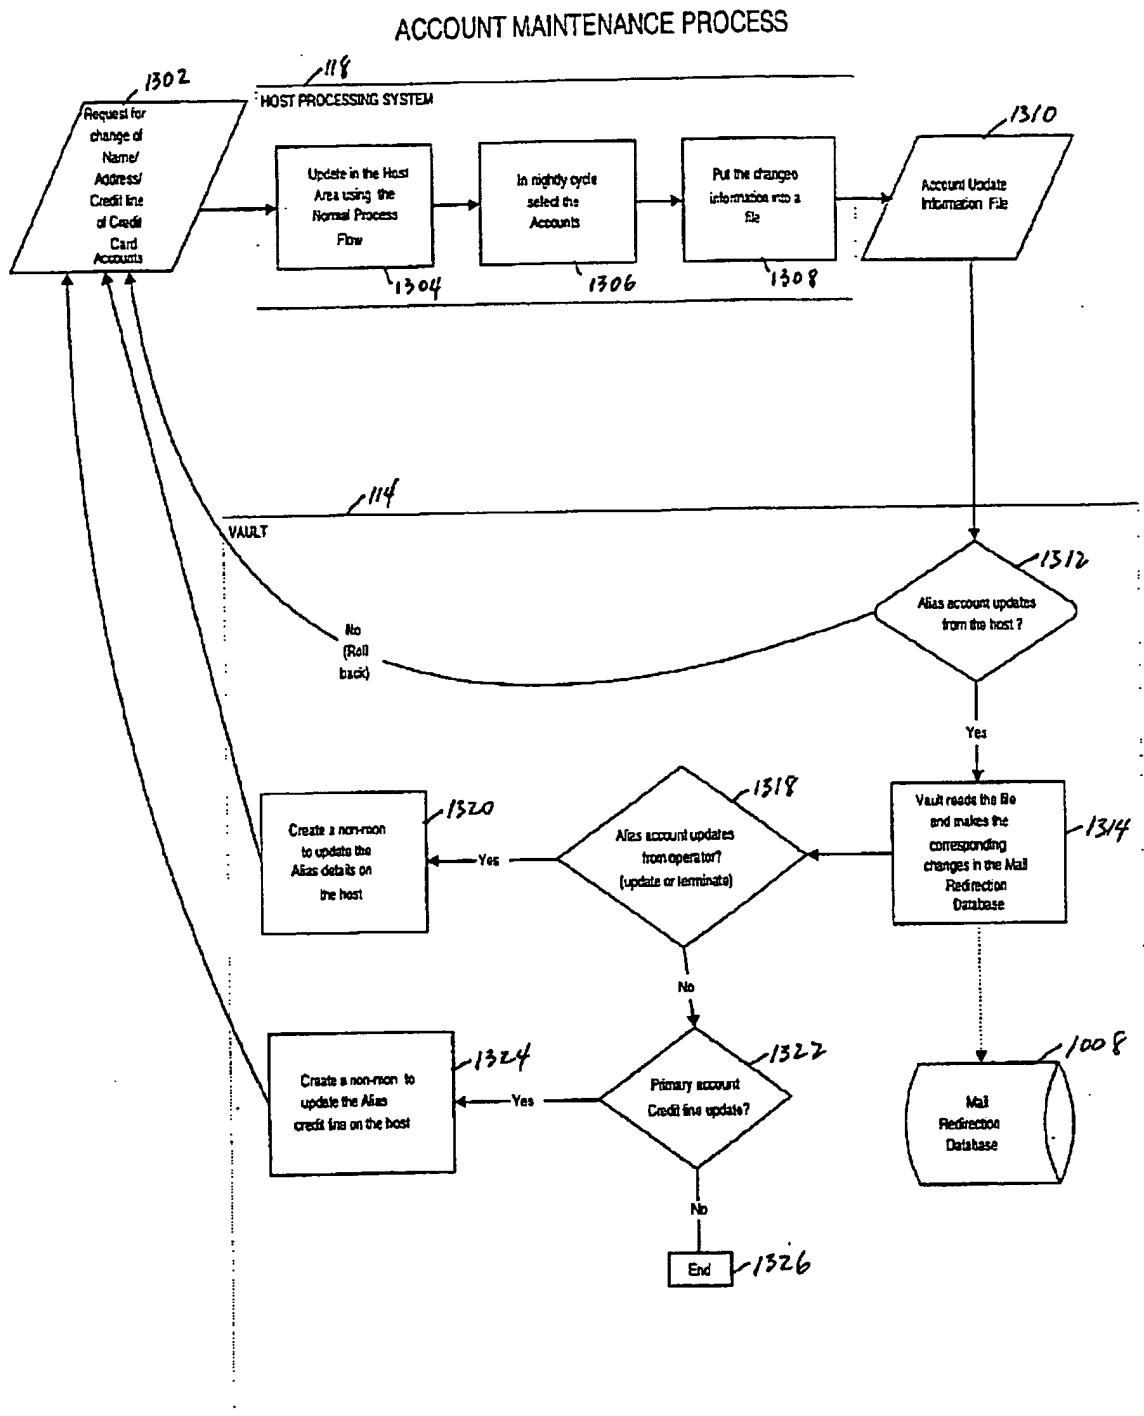 ACCOUNT MAINTENANCE PROCESS
1302
118
HOST PROCESSING SYSTEM
1310
Request for
change of
Name/
Address/
Credit line
of Credit
Card
Accounts
Update in the Host
Area using the
Normal Process
Flow
1304
In nightly cycle
select the
Accounts
1306
Put the changed
information into a
file
1308
Account Update
Information File
114
VAULT
1312
Alias account updates
from the host ?
No
(Roll
back)
Yes
1320
Create a non-mon
to update the
Alias details on
the host
Yes
1318
Alias account updates
from operator?
(update or terminate)
Vault reads the file
and makes the
corresponding
changes in the Mail
Redirection
Database
1314
No
1324
Create a non-mon to
update the Alias
credit line on the host
Yes
1322
Primary account
Credit line update?
1008
Mail
Redirection
Database
No
End
1326